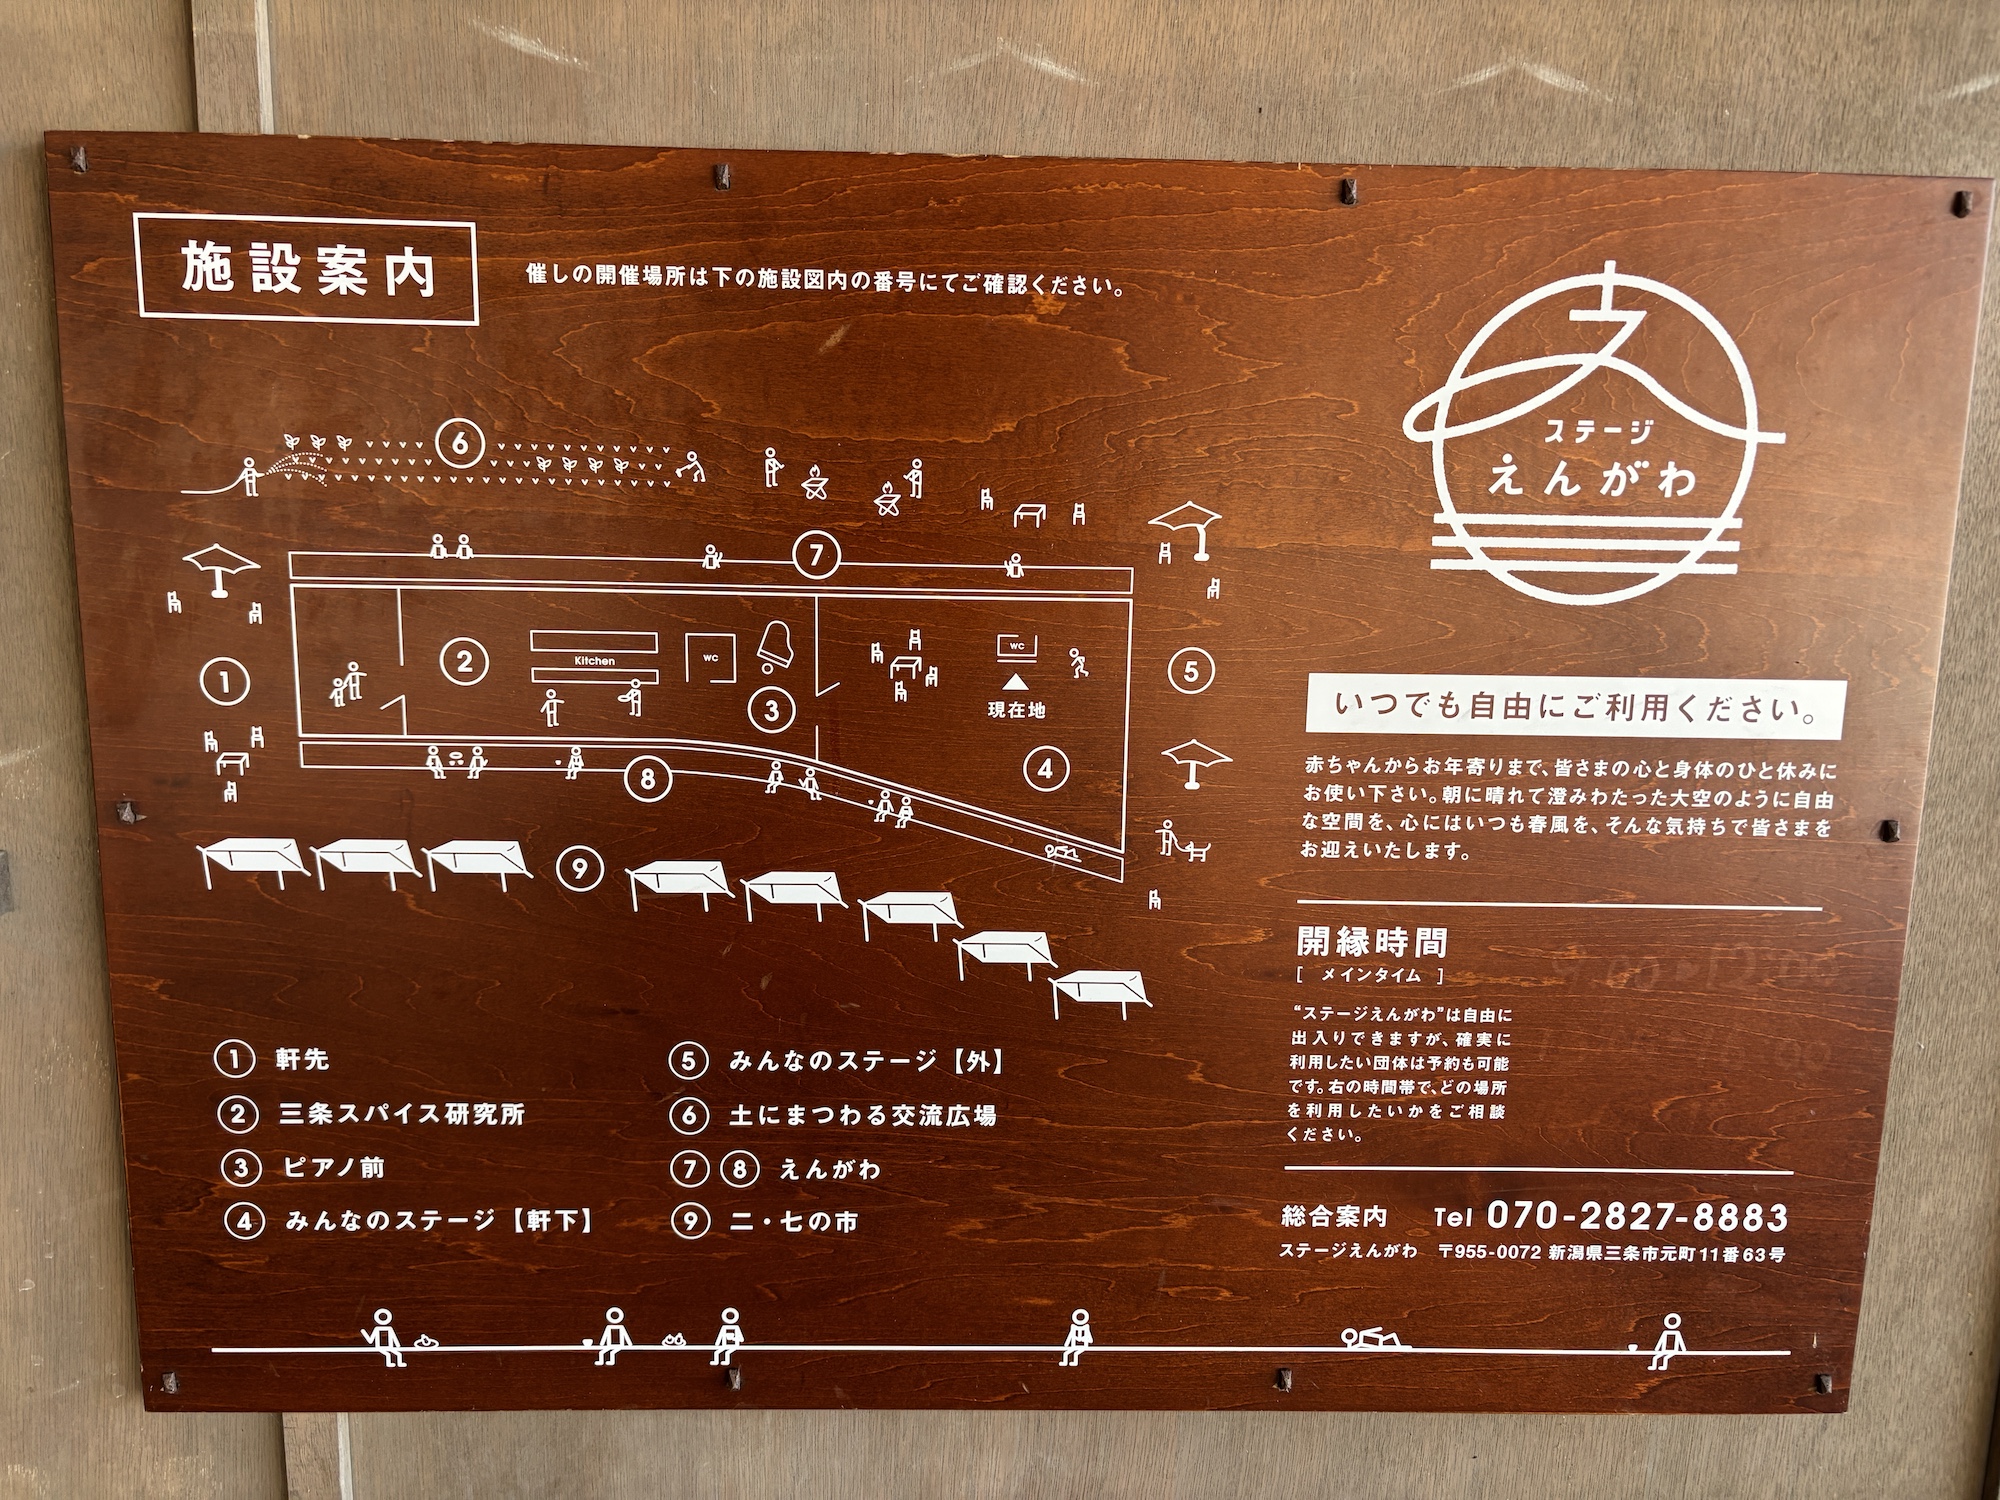 施設案内
催しの開催場所は下の施設図内の番号にてご確認ください。
ステージ
えんがわ
6
7
1
2
Kitchen
WC
3
WC
現在地
4
5
8
9
いつでも自由にご利用ください。
赤ちゃんからお年寄りまで、皆さまの心と身体のひと休みに
お使い下さい。朝に晴れて澄みわたった大空のように自由
な空間を、心にはいつも春風を、そんな気持ちで皆さまを
お迎えいたします。
開縁時間
[ メインタイム ]
“ステージえんがわ”は自由に
出入りできますが、確実に
利用したい団体は予約も可能
です。右の時間帯で、どの場所
を利用したいかをご相談
ください。
① 軒先
② 三条スパイス研究所
③ ピアノ前
④ みんなのステージ【軒下】
⑤ みんなのステージ【外】
⑥ 土にまつわる交流広場
⑦⑧ えんがわ
⑨ 二・七の市
総合案内 Tel 070-2827-8883
ステージえんがわ 〒955-0072 新潟県三条市元町11番63号